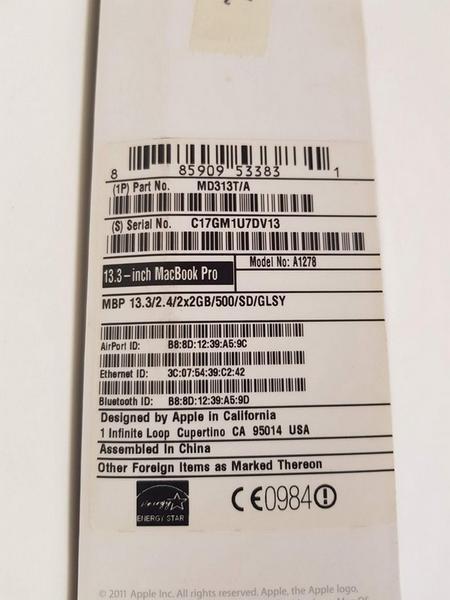 8 85909 53383 1
(1P) Part No. MD313T/A
(S) Serial No. C17GM1U7DV13
13.3-inch MacBook Pro
Model No: A1278
MBP 13.3/2.4/2x2GB/500/SD/GLSY
AirPort ID: B8:8D:12:39:A5:9C
Ethernet ID: 3C:07:54:39:C2:42
Bluetooth ID: B8:8D:12:39:A5:9D
Designed by Apple in California
1 Infinite Loop Cupertino CA 95014 USA
Assembled in China
Other Foreign Items as Marked Thereon
energy
ENERGY STAR
CE0984
© 2011 Apple Inc. All rights reserved. Apple, the Apple logo,